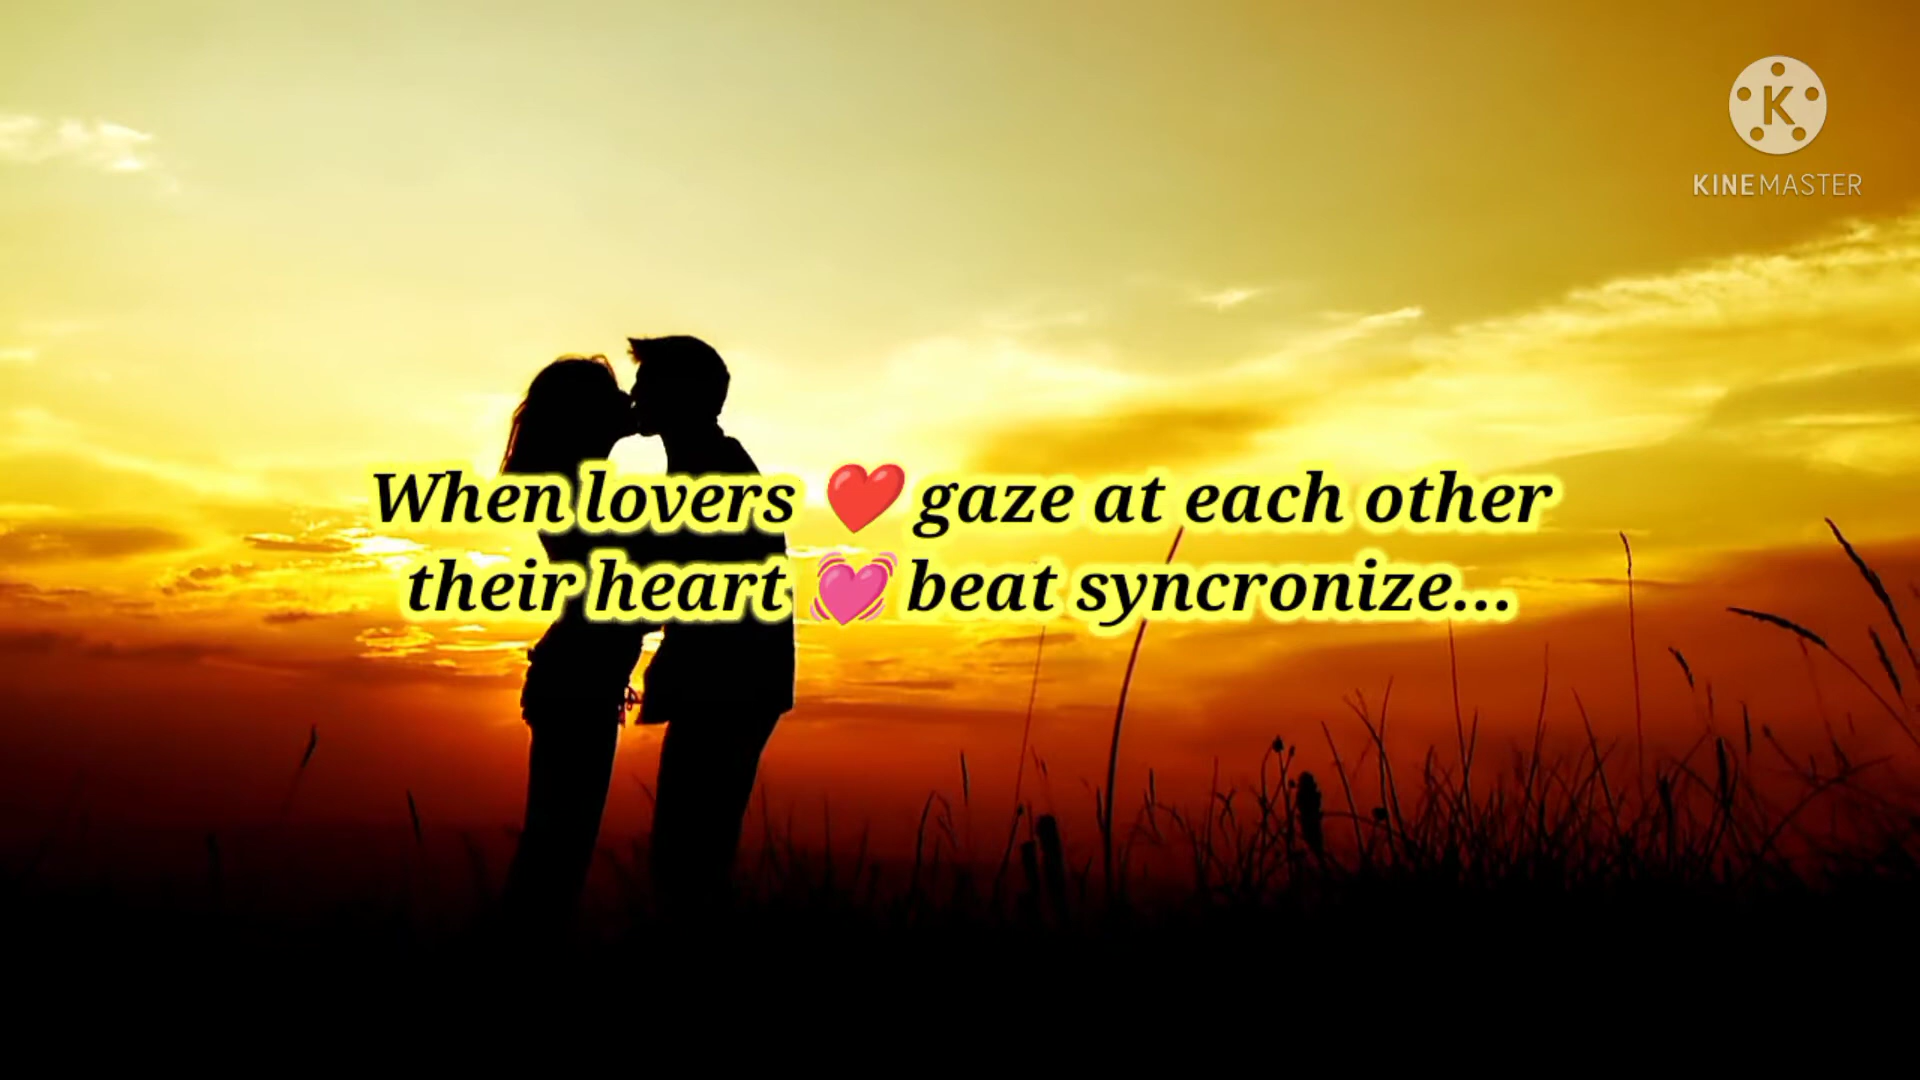 K
KINEMASTER
When lovers ❤️ gaze at each other
their heart 💓 beat syncronize...